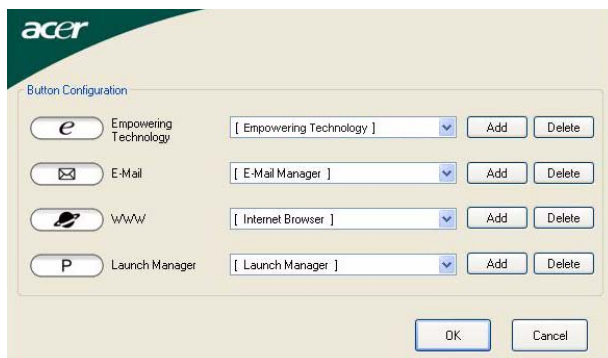 acer
Button Configuration
e Empowering Technology [ Empowering Technology ] Add Delete
E-Mail [ E-Mail Manager ] Add Delete
WWW [ Internet Browser ] Add Delete
P Launch Manager [ Launch Manager ] Add Delete
OK Cancel